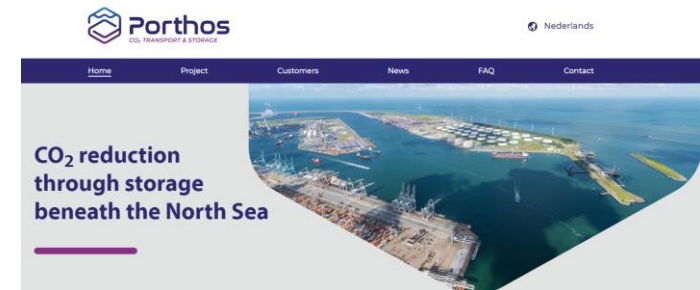 Porthos
CO₂ TRANSPORT & STORAGE
Nederlands
Home Project Customers News FAQ Contact
CO₂ reduction
through storage
beneath the North Sea